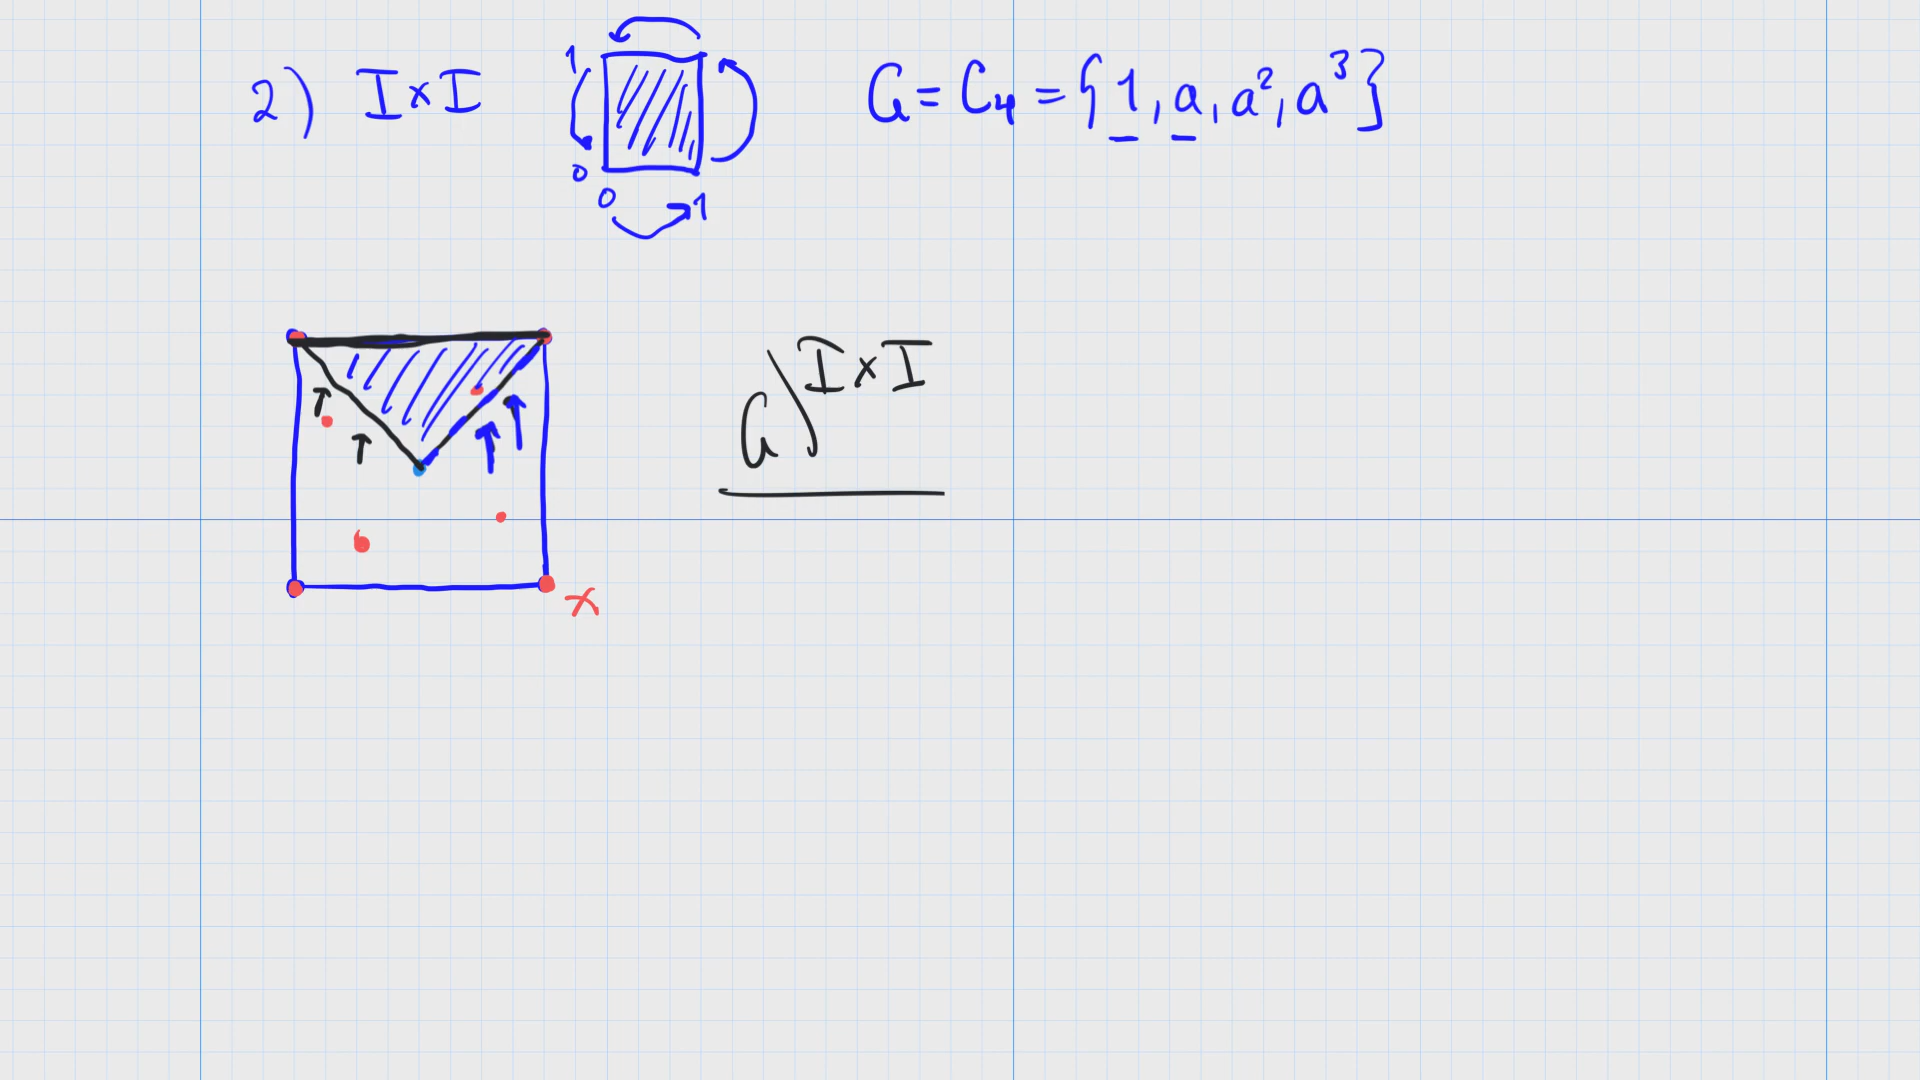 2) I×I 1 0 0 1 G = C₄ = {1, a, a², a³}
G\I×I
x